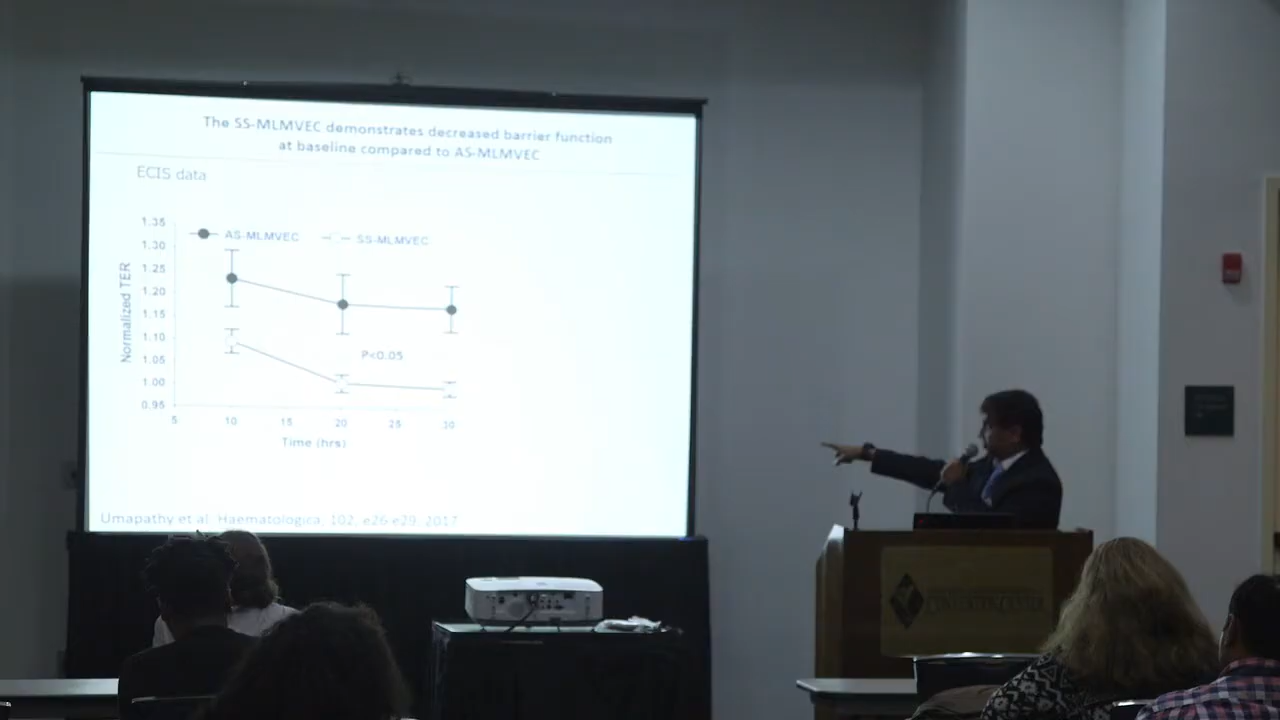 The SS-MLMVEC demonstrates decreased barrier function
at baseline compared to AS-MLMVEC
ECIS data
AS-MLMVEC
SS-MLMVEC
1.35
1.30
1.25
1.20
1.15
1.10
1.05
1.00
0.95
Normalized TER
P<0.05
5 10 15 20 25 30
Time (hrs)
Umapathy et al. Haematologica, 102, e26-e29, 2017
CONVENTION CENTER